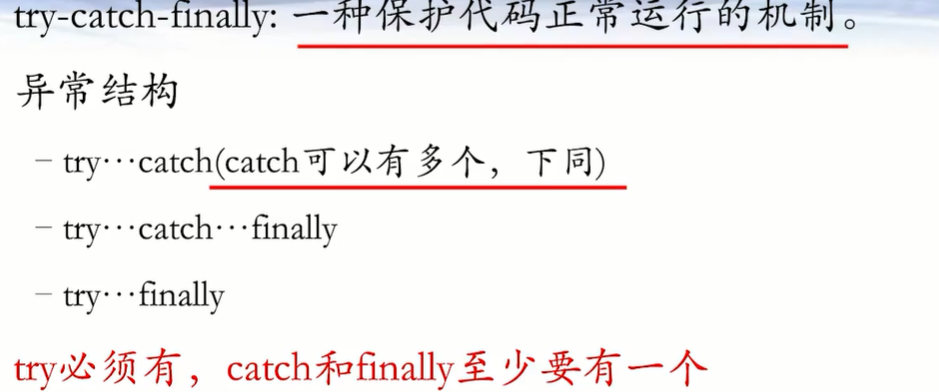 try-catch-finally: 一种保护代码正常运行的机制。
异常结构
– try…catch(catch可以有多个，下同)
– try…catch…finally
– try…finally
try必须有，catch和finally至少要有一个